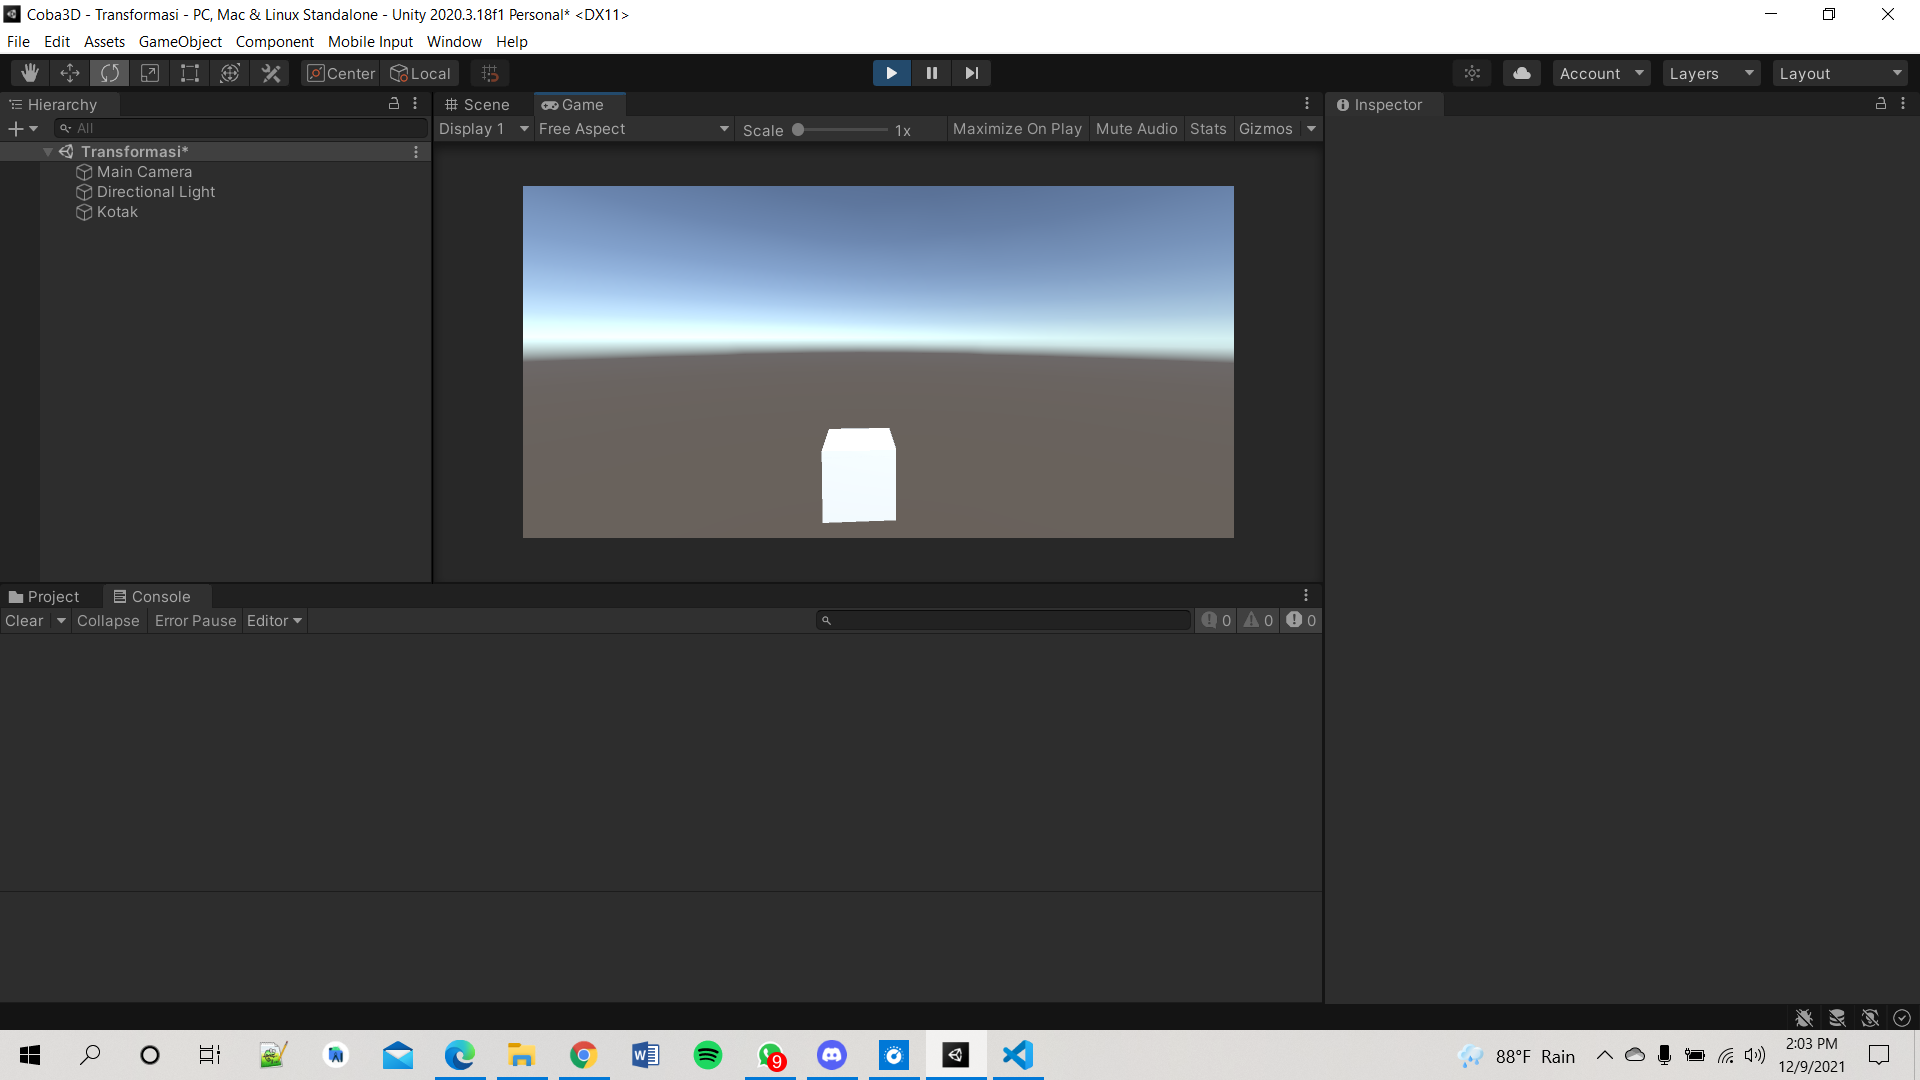 Coba3D - Transformasi - PC, Mac & Linux Standalone - Unity 2020.3.18f1 Personal* <DX11>
File Edit Assets GameObject Component Mobile Input Window Help
Center Local Account Layers Layout
Hierarchy
All
Transformasi*
Main Camera
Directional Light
Kotak
Scene Game
Display 1 Free Aspect Scale 1x Maximize On Play Mute Audio Stats Gizmos
Inspector
Project Console
Clear Collapse Error Pause Editor 0 0 0
9
88°F Rain
2:03 PM
12/9/2021